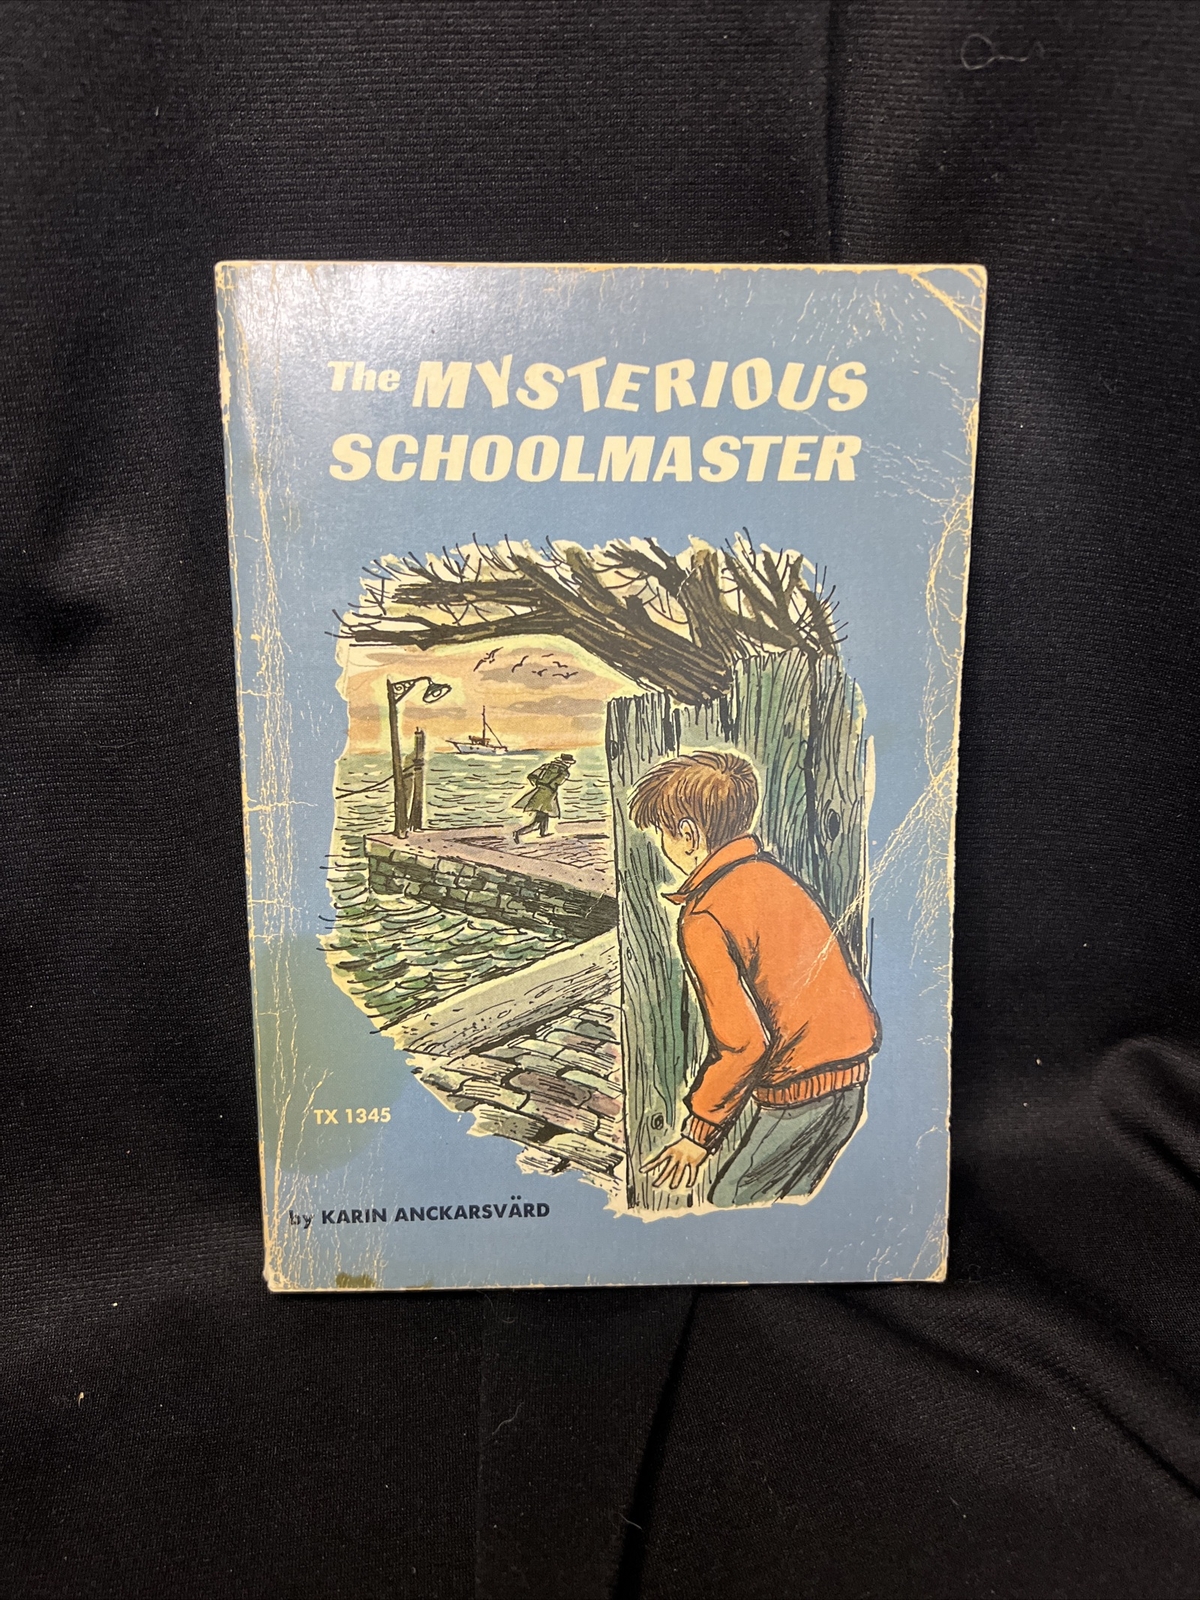 The MYSTERIOUS
SCHOOLMASTER
TX 1345
by KARIN ANCKARSVÄRD